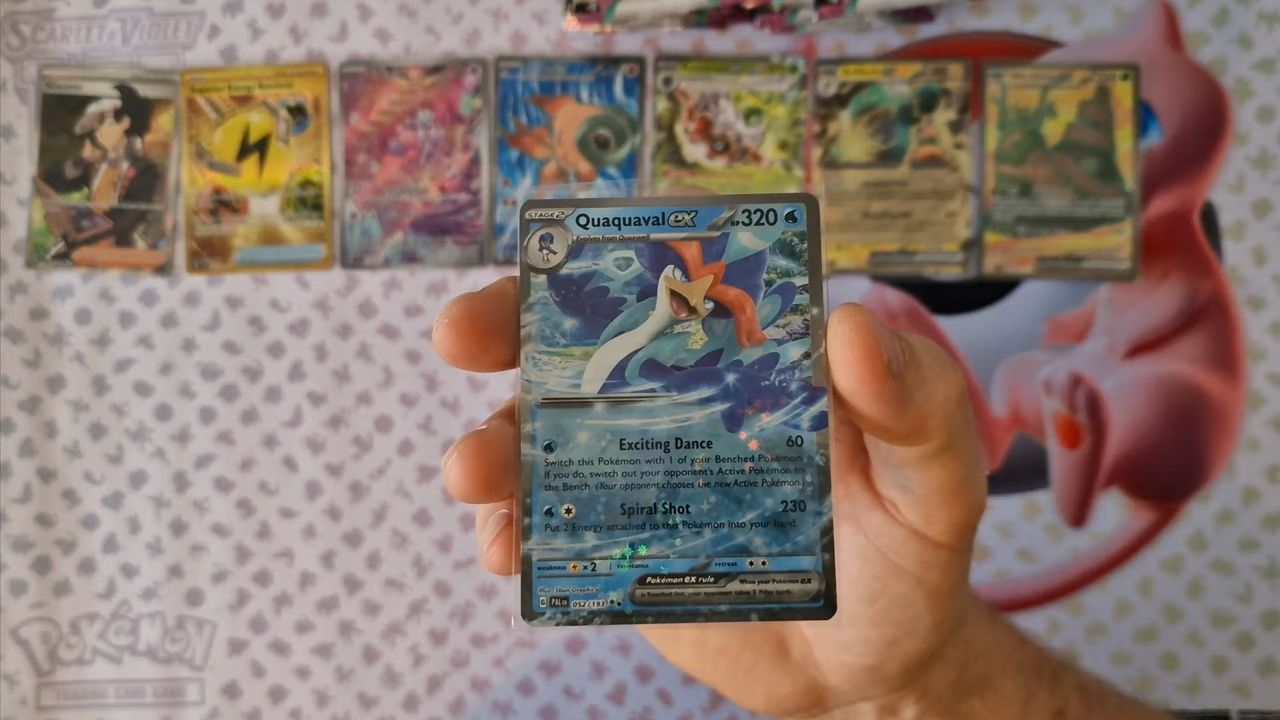 SCARLET & VIOLET
STAGE 2 Quaquaval ex HP 320
Evolves from Quaxwell
Exciting Dance 60
Switch this Pokémon with 1 of your Benched Pokémon.
If you do, switch out your opponent's Active Pokémon to
the Bench. (Your opponent chooses the new Active Pokémon.)
Spiral Shot 230
Put 2 Energy attached to this Pokémon into your hand.
weakness ×2 resistance retreat
Pokémon ex rule When your Pokémon ex
is Knocked Out, your opponent takes 2 Prize cards.
Illus. 5ban Graphics
G PAL EN 052/193
POKÉMON
TRADING CARD GAME